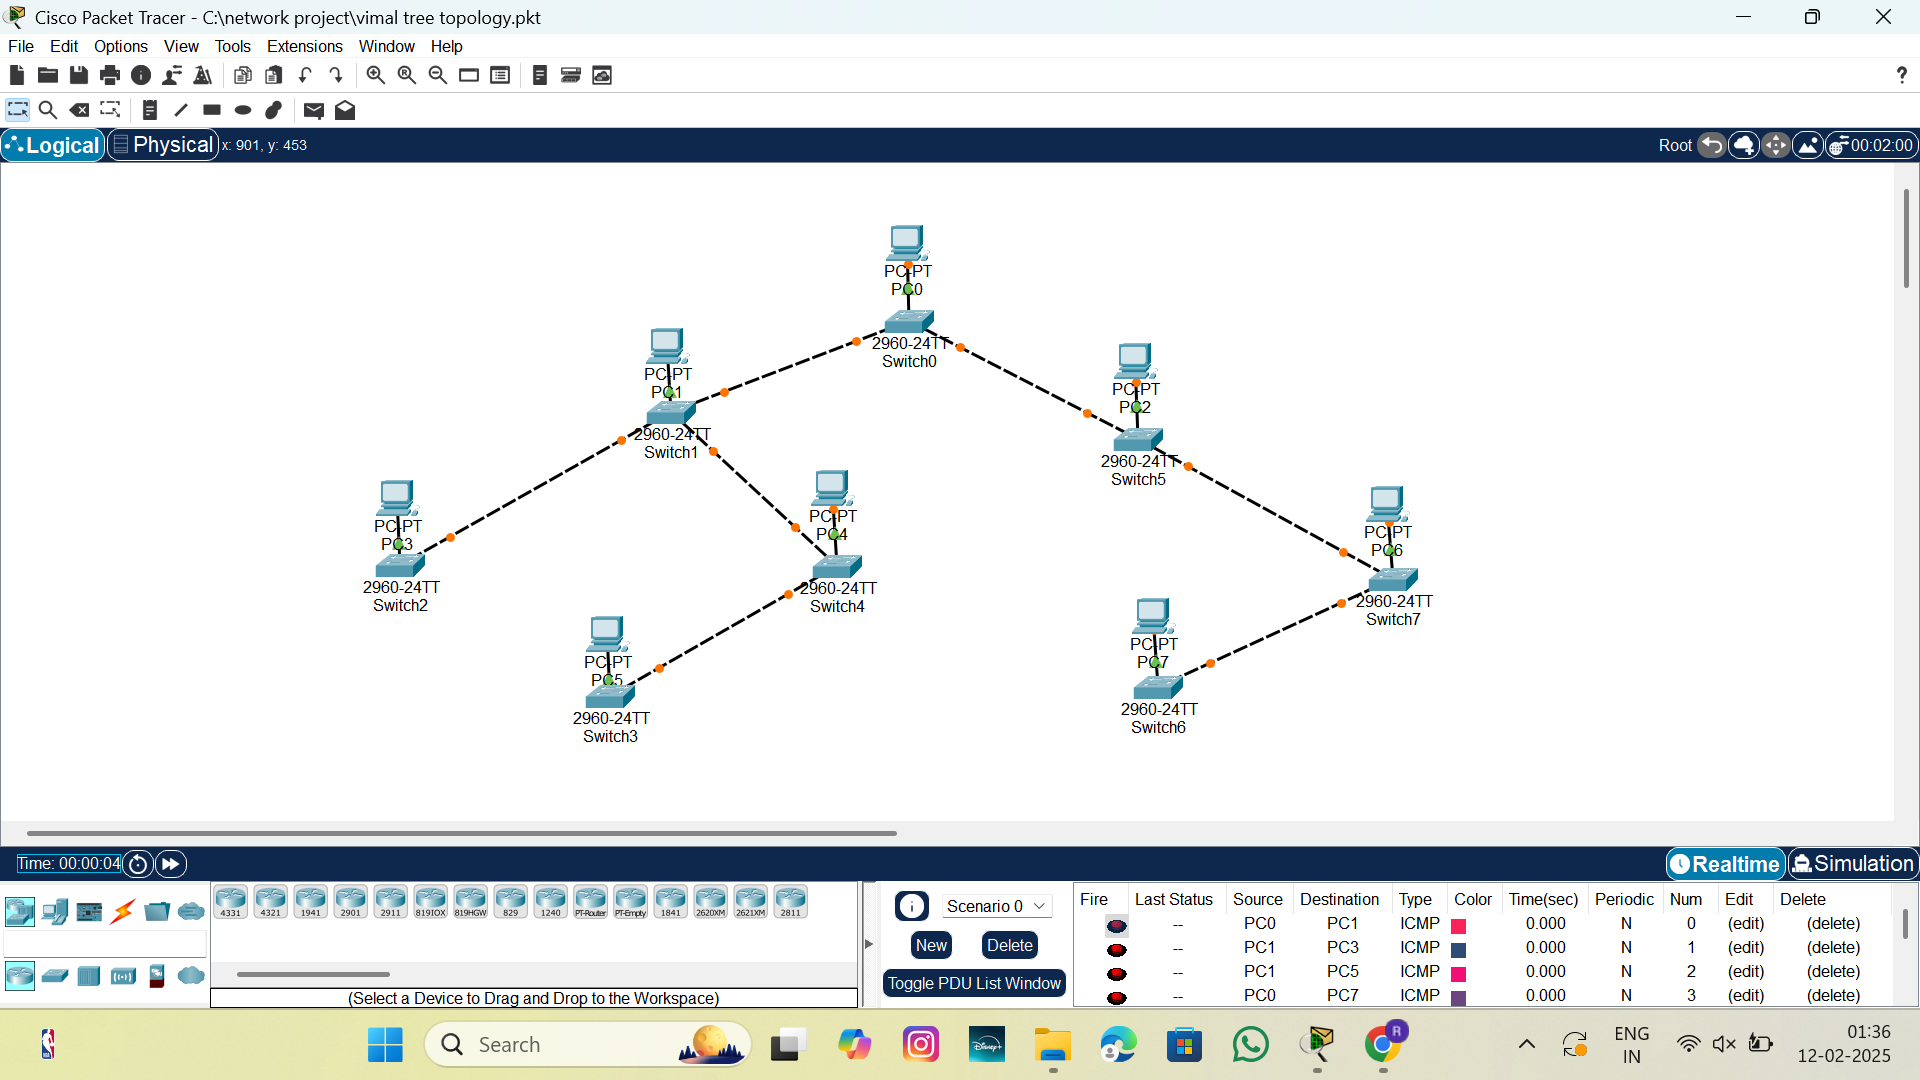 Cisco Packet Tracer - C:\network project\vimal tree topology.pkt
File Edit Options View Tools Extensions Window Help
?
Logical Physical x: 901, y: 453 Root 00:02:00
PC-PT
PC0
2960-24TT
Switch0
PC-PT
PC1
2960-24TT
Switch1
PC-PT
PC2
2960-24TT
Switch5
PC-PT
PC3
2960-24TT
Switch2
PC-PT
PC4
2960-24TT
Switch4
PC-PT
PC6
2960-24TT
Switch7
PC-PT
PC5
2960-24TT
Switch3
PC-PT
PC7
2960-24TT
Switch6
Time: 00:00:04 Realtime Simulation
4331 4321 1941 2901 2911 819IOX 819HGW 829 1240 PT-Router PT-Empty 1841 2620XM 2621XM 2811
(Select a Device to Drag and Drop to the Workspace)
Scenario 0
New Delete
Toggle PDU List Window
Fire Last Status Source Destination Type Color Time(sec) Periodic Num Edit Delete
-- PC0 PC1 ICMP 0.000 N 0 (edit) (delete)
-- PC1 PC3 ICMP 0.000 N 1 (edit) (delete)
-- PC1 PC5 ICMP 0.000 N 2 (edit) (delete)
-- PC0 PC7 ICMP 0.000 N 3 (edit) (delete)
Search
Disney+
R
ENG
IN
01:36
12-02-2025